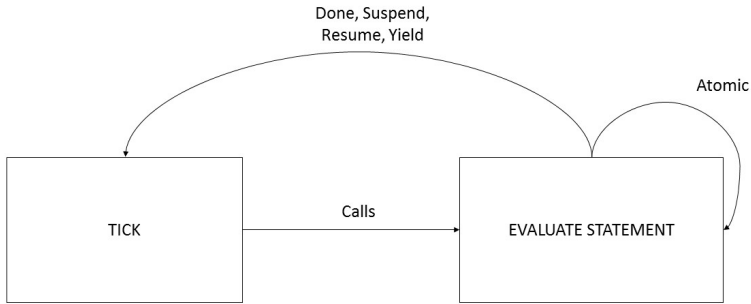 Done, Suspend,
Resume, Yield
Atomic
Calls
TICK
EVALUATE STATEMENT